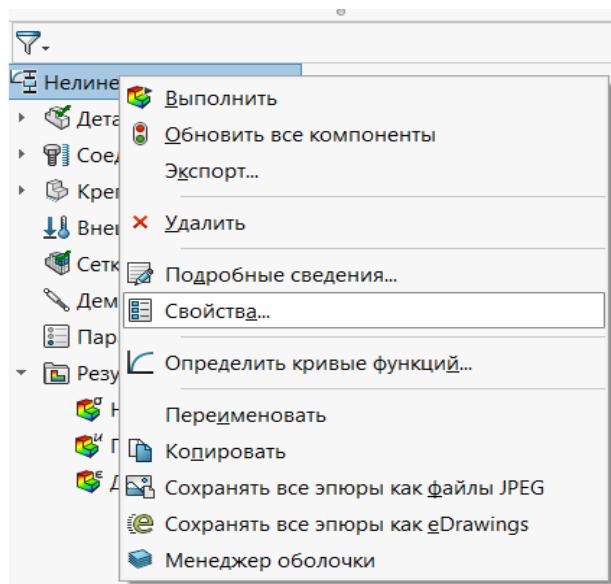 Нелине
Выполнить
Дета
Обновить все компоненты
Соед
Экспорт...
Креп
Удалить
Внеш
Сетк
Подробные сведения...
Дем
Свойства...
Пар
Определить кривые функций...
Резу
Переименовать
Н
П
Копировать
Д
Сохранять все эпюры как файлы JPEG
Сохранять все эпюры как eDrawings
Менеджер оболочки